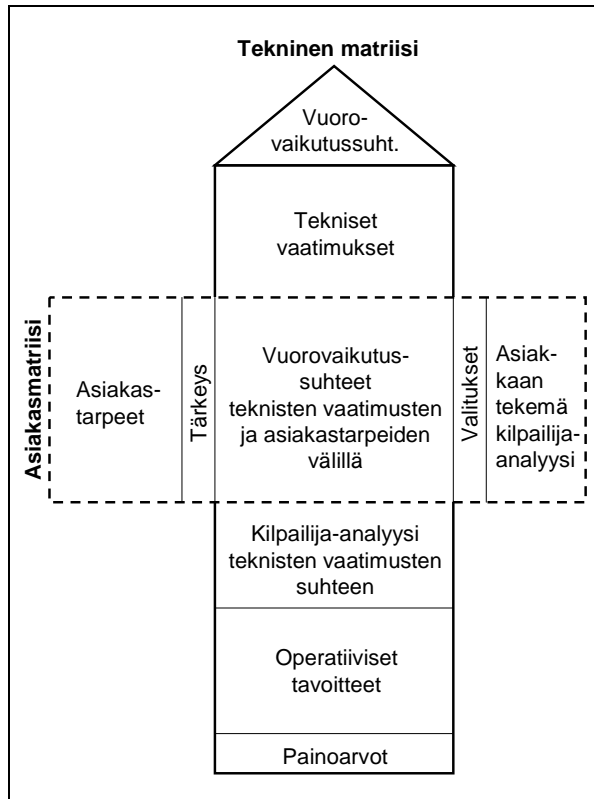 Tekninen matriisi
Vuoro-
vaikutussuht.
Tekniset
vaatimukset
Asiakasmatriisi
Asiakas-
tarpeet
Tärkeys
Vuorovaikutus-
suhteet
teknisten vaatimusten
ja asiakastarpeiden
välillä
Valitukset
Asiak-
kaan
tekemä
kilpailija-
analyysi
Kilpailija-analyysi
teknisten vaatimusten
suhteen
Operatiiviset
tavoitteet
Painoarvot